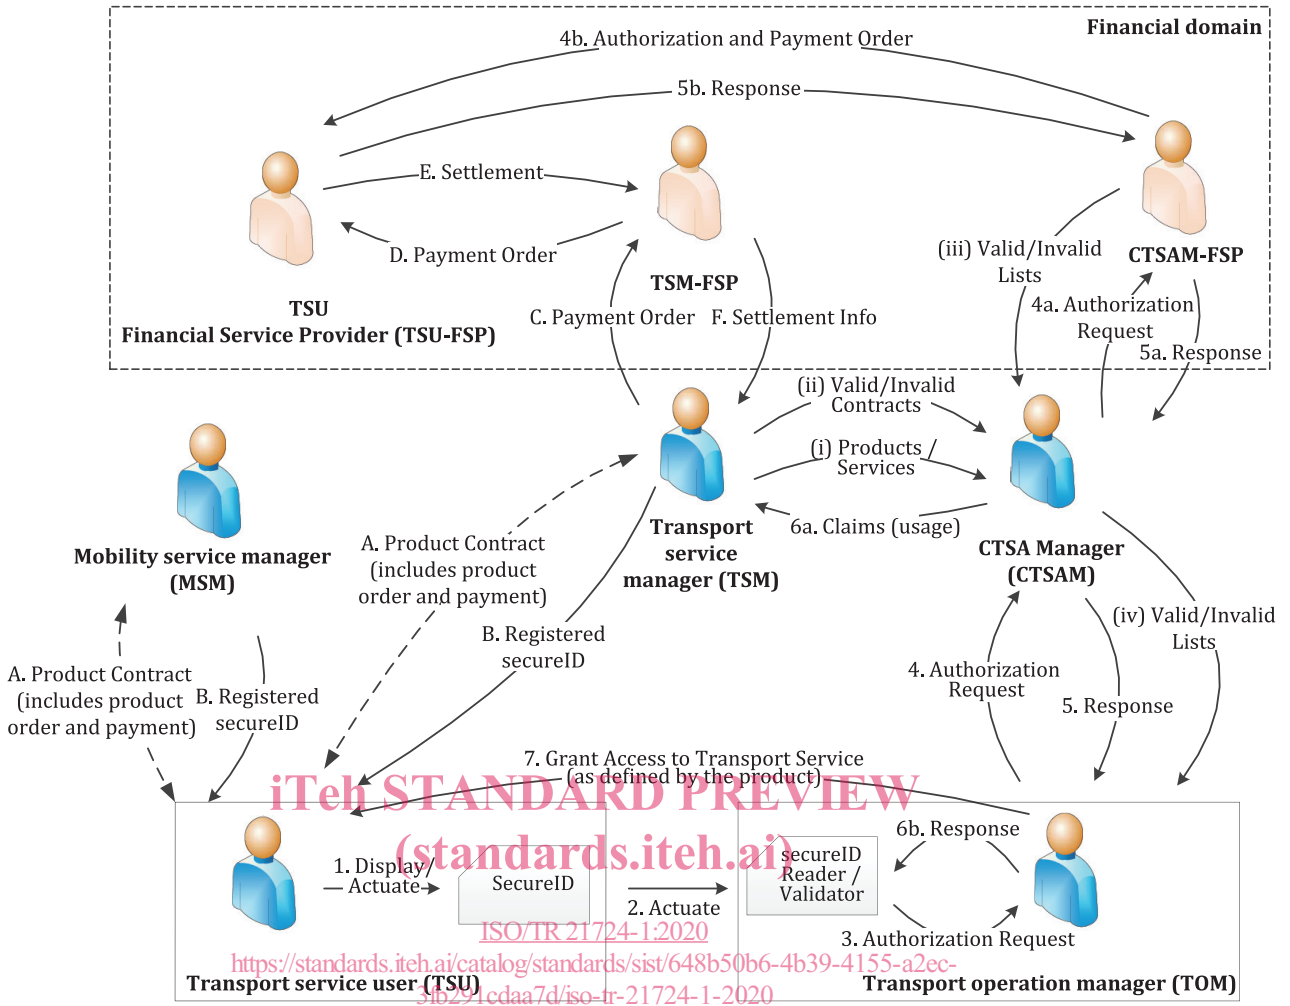 Financial domain
4b. Authorization and Payment Order
5b. Response
E. Settlement
D. Payment Order
TSU
Financial Service Provider (TSU-FSP)
TSM-FSP
CTSAM-FSP
(iii) Valid/Invalid
Lists
4a. Authorization
Request
5a. Response
C. Payment Order
F. Settlement Info
(ii) Valid/Invalid
Contracts
(i) Products /
Services
6a. Claims (usage)
Mobility service manager
(MSM)
A. Product Contract
(includes product
order and payment)
Transport
service
manager (TSM)
CTSA Manager
(CTSAM)
B. Registered
secureID
(iv) Valid/Invalid
Lists
A. Product Contract
(includes product
order and payment)
B. Registered
secureID
4. Authorization
Request
5. Response
7. Grant Access to Transport Service
(as defined by the product)
iTeh STANDARD PREVIEW
(standards.iteh.ai)
1. Display/
Actuate
SecureID
2. Actuate
secureID
Reader /
Validator
6b. Response
3. Authorization Request
ISO/TR 21724-1:2020
https://standards.iteh.ai/catalog/standards/sist/648b50b6-4b39-4155-a2ec-
3fb291cdaa7d/iso-tr-21724-1-2020
Transport service user (TSU)
Transport operation manager (TOM)